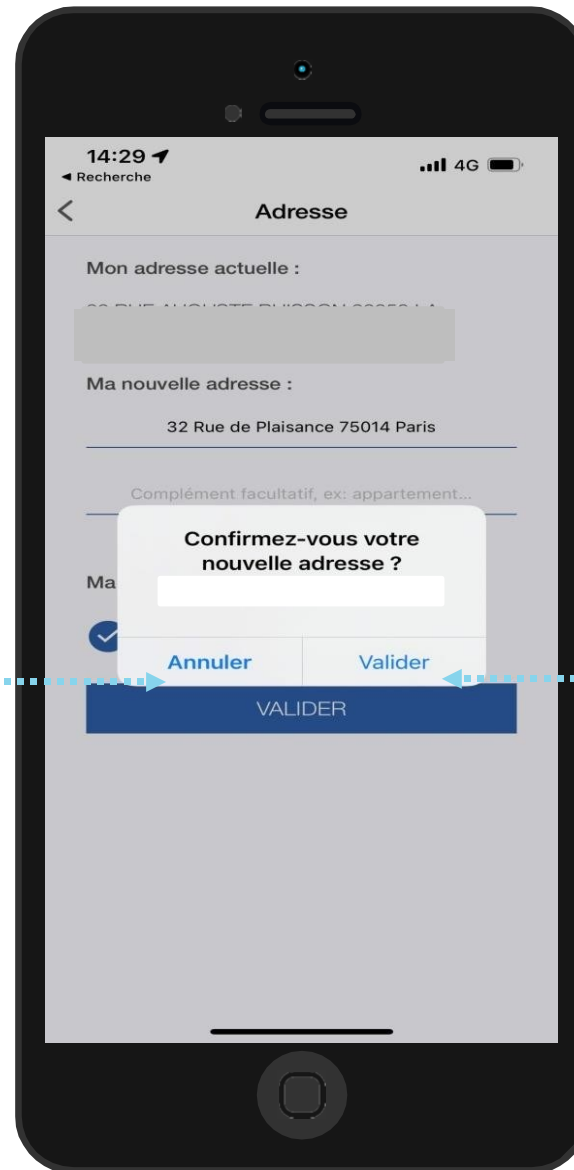 14:29
◄ Recherche
4G
Adresse
Mon adresse actuelle :
Ma nouvelle adresse :
32 Rue de Plaisance 75014 Paris
Complément facultatif, ex: appartement...
Confirmez-vous votre
nouvelle adresse ?
Ma
Annuler
Valider
VALIDER